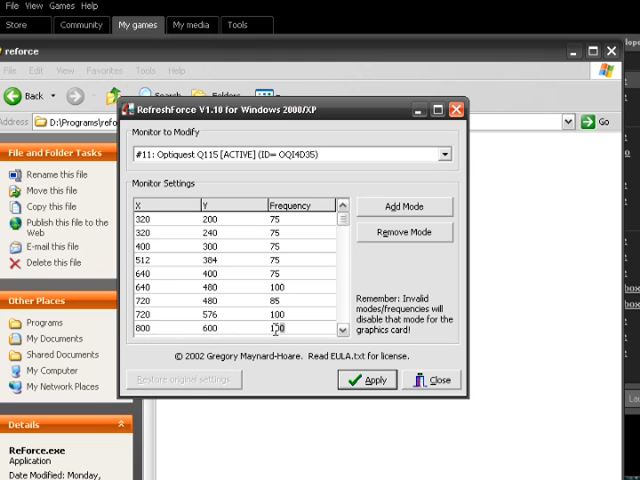 File View Games Help
Store Community My games My media Tools
reforce
File Edit View Favorites Tools Help
Back Search Folders
Address D:\Programs\refo Go
RefreshForce V1.10 for Windows 2000/XP
Monitor to Modify
#11: Optiquest Q115 [ACTIVE] (ID= OQI4D35)
Monitor Settings
X Y Frequency
320 200 75
320 240 75
400 300 75
512 384 75
640 400 75
640 480 100
720 480 85
720 576 100
800 600 100
Add Mode
Remove Mode
Remember: Invalid
modes/frequencies will
disable that mode for the
graphics card!
© 2002 Gregory Maynard-Hoare. Read EULA.txt for license.
Restore original settings Apply Close
File and Folder Tasks
Rename this file
Move this file
Copy this file
Publish this file to the
Web
E-mail this file
Delete this file
Other Places
Programs
My Documents
Shared Documents
My Computer
My Network Places
Details
ReForce.exe
Application
Date Modified: Monday,